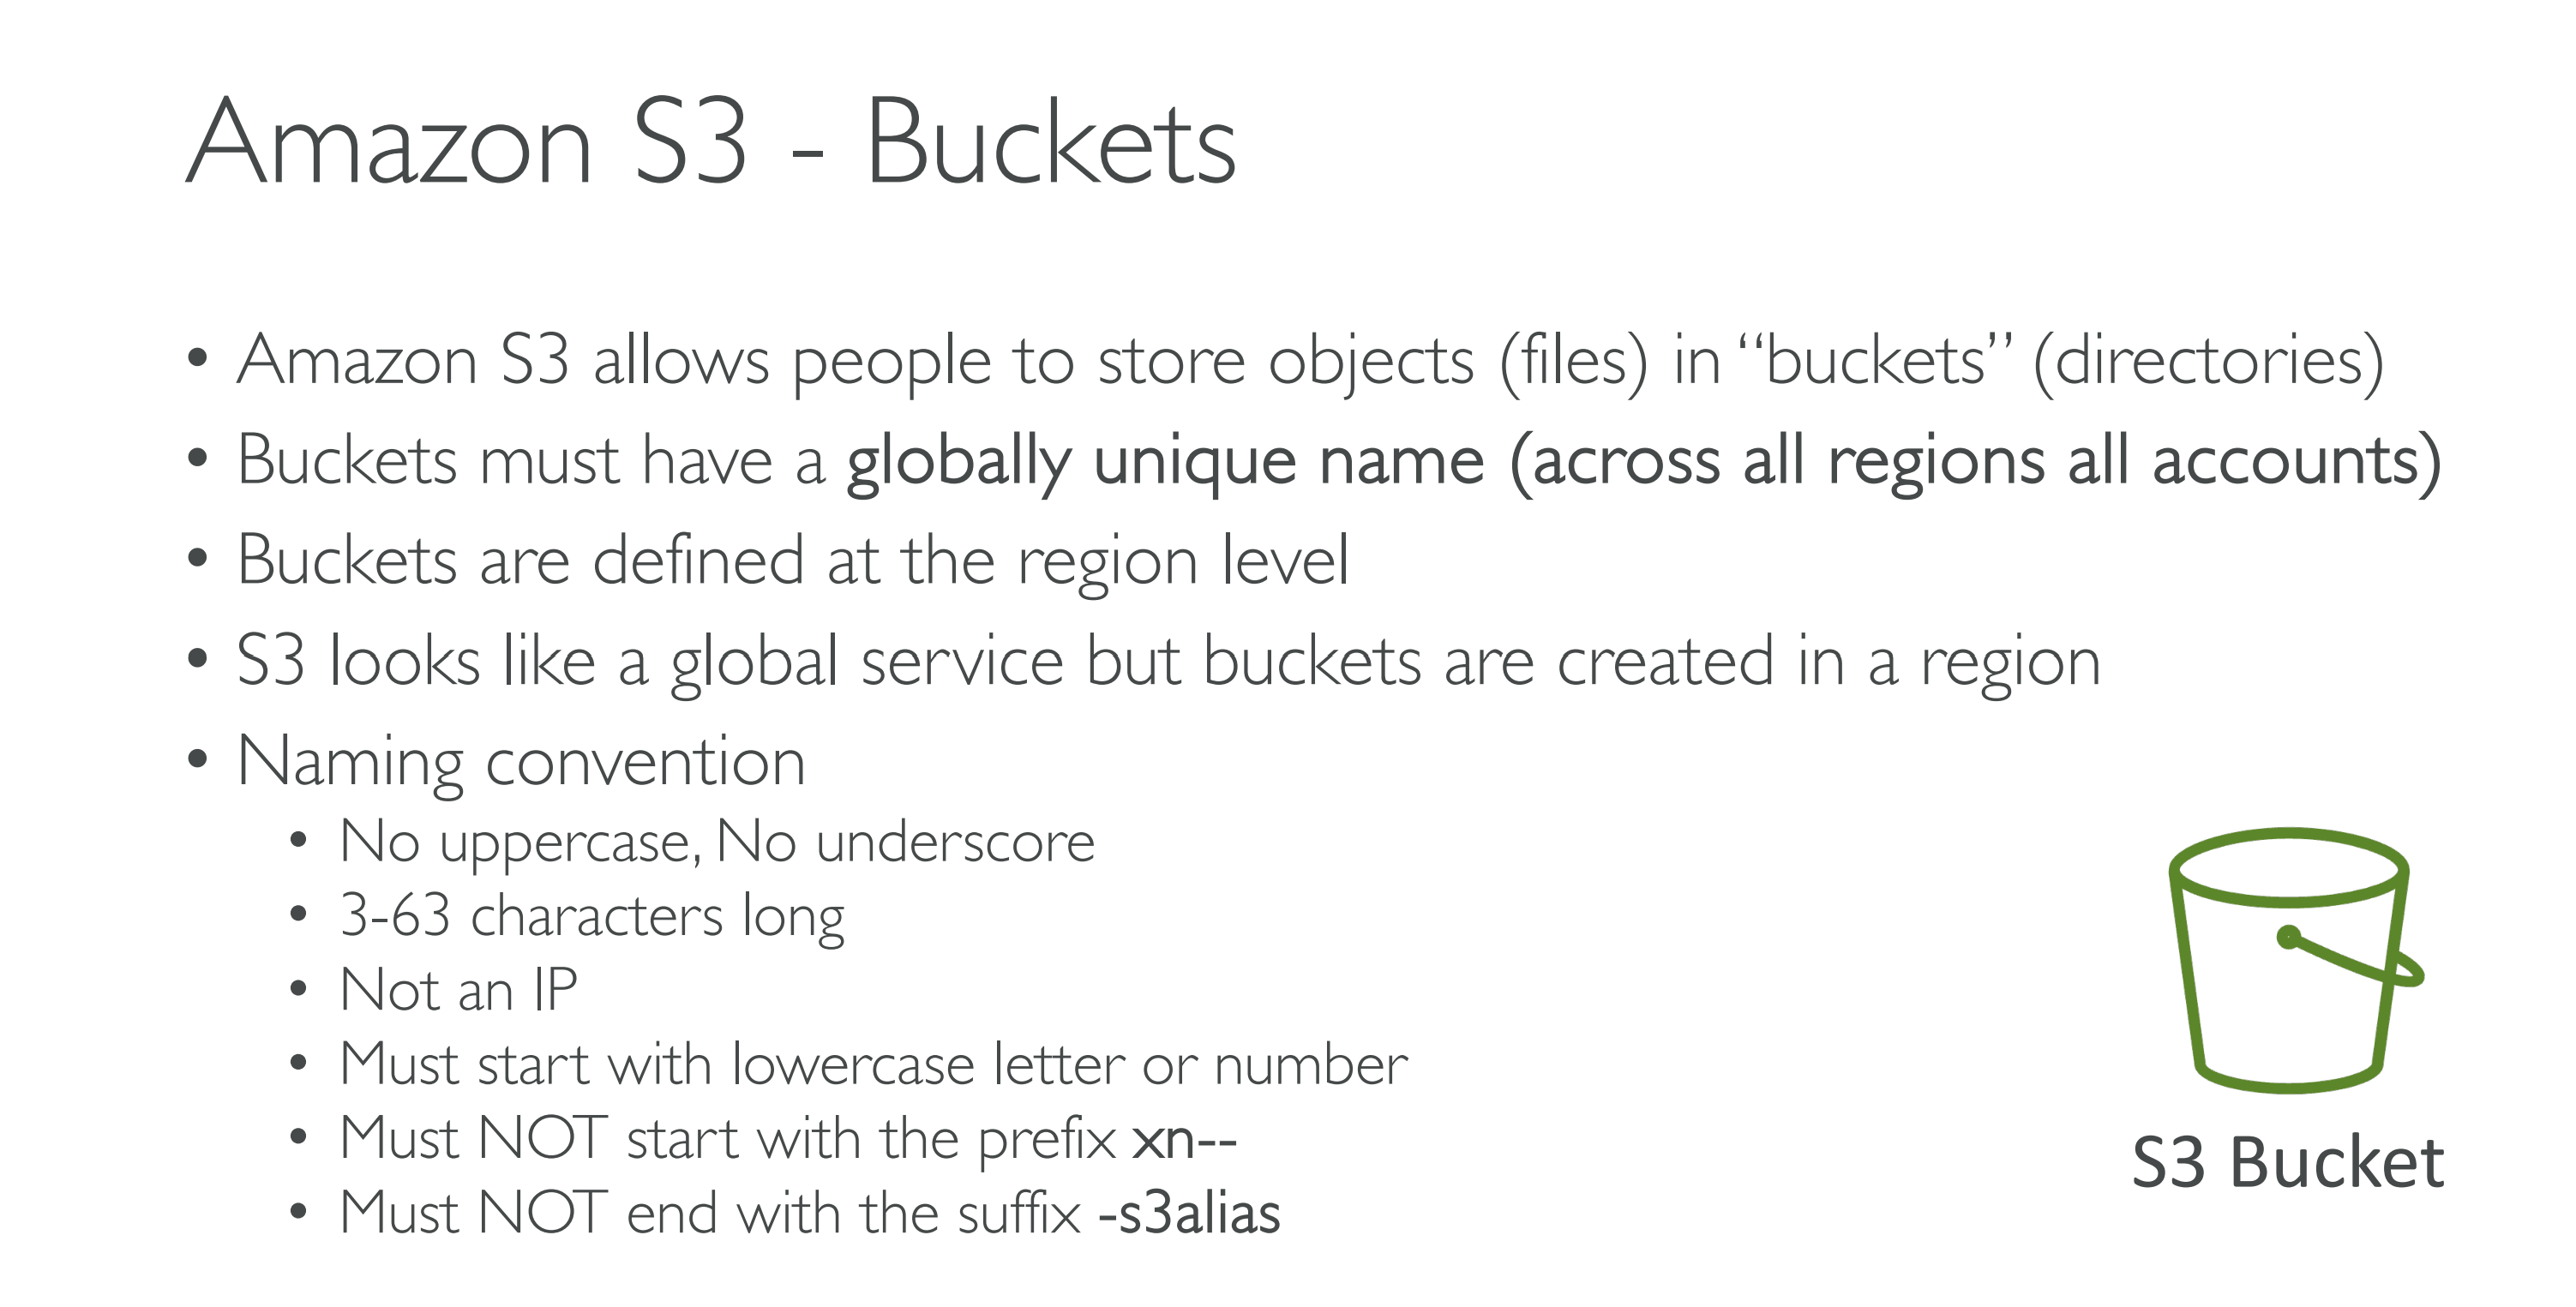 Amazon S3 - Buckets
• Amazon S3 allows people to store objects (files) in “buckets” (directories)
• Buckets must have a globally unique name (across all regions all accounts)
• Buckets are defined at the region level
• S3 looks like a global service but buckets are created in a region
• Naming convention
• No uppercase, No underscore
• 3-63 characters long
• Not an IP
• Must start with lowercase letter or number
• Must NOT start with the prefix xn--
• Must NOT end with the suffix -s3alias
S3 Bucket